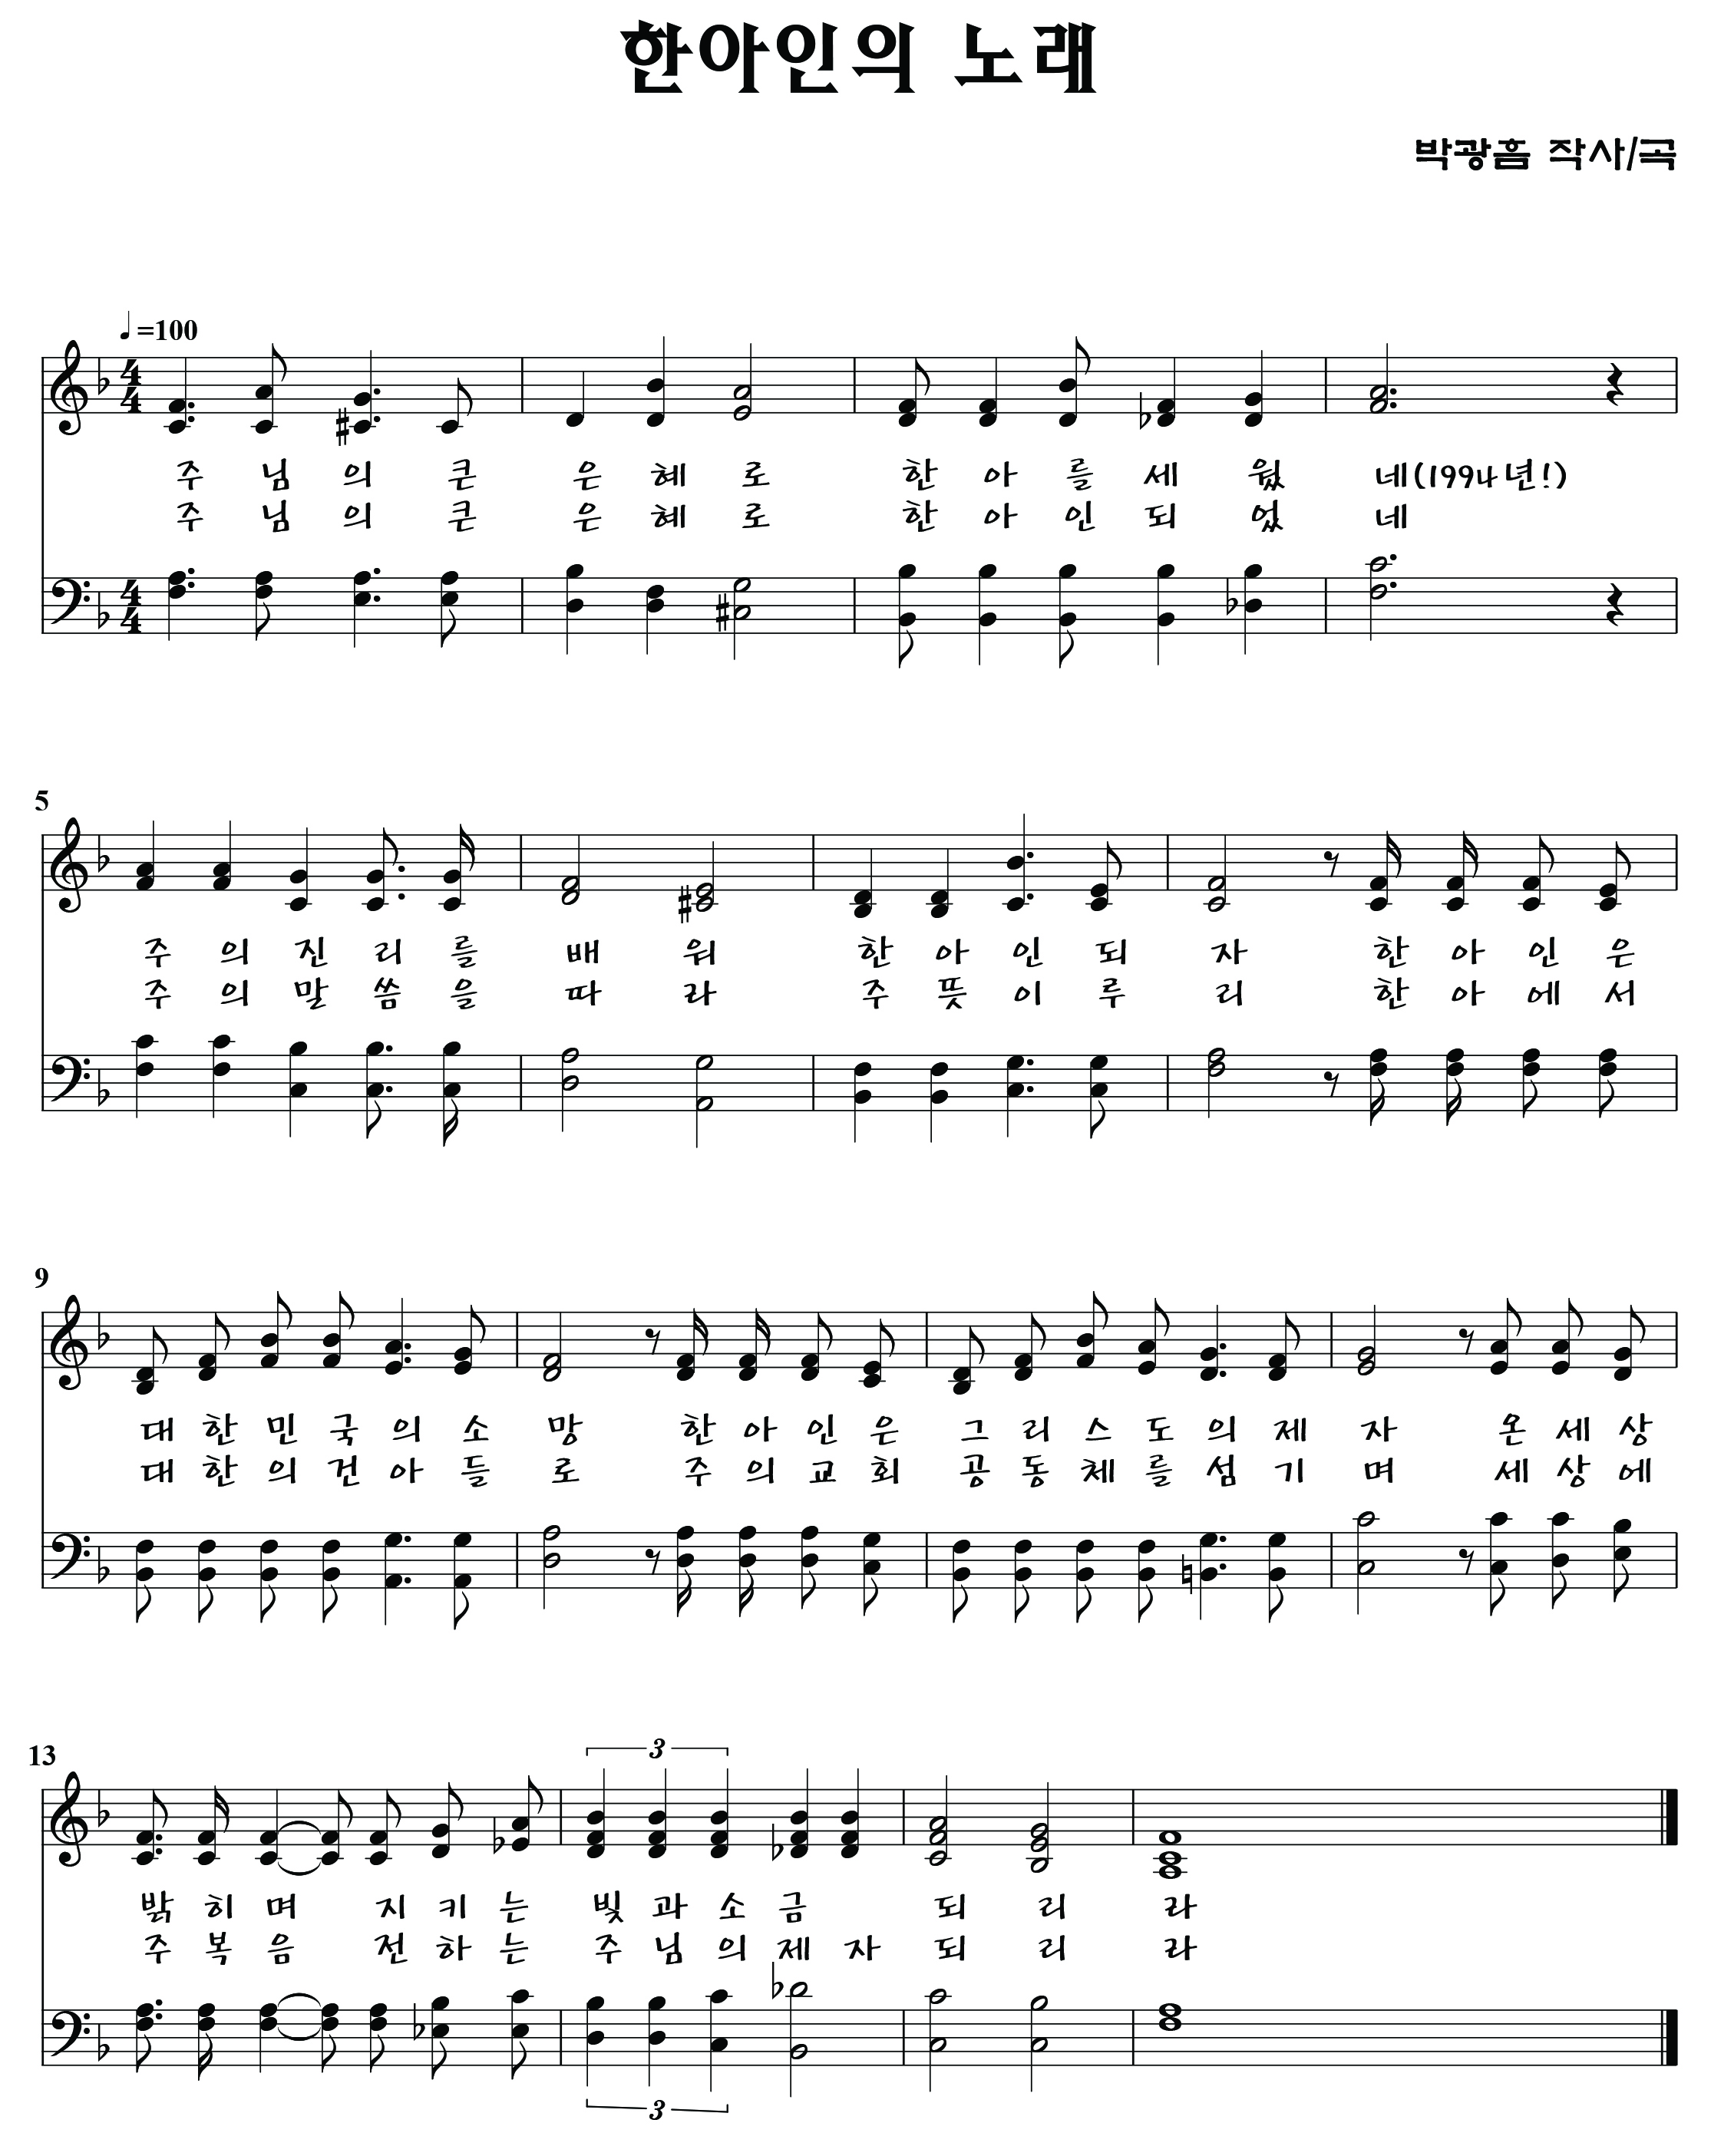 한아인의 노래
박광흠 작사/곡
♩=100
주 님 의 큰 은 혜 로 한 아 를 세 웠 네(1994년!)
주 님 의 큰 은 혜 로 한 아 인 되 었 네
5
주 의 진 리 를 배 워 한 아 인 되 자 한 아 인 은
주 의 말 씀 을 따 라 주 뜻 이 루 리 한 아 에 서
9
대 한 민 국 의 소 망 한 아 인 은 그 리 스 도 의 제 자 온 세 상
대 한 의 건 아 들 로 주 의 교 회 공 동 체 를 섬 기 며 세 상 에
13
3
밝 히 며 지 키 는 빛 과 소 금 되 리 라
주 복 음 전 하 는 주 님 의 제 자 되 리 라
3